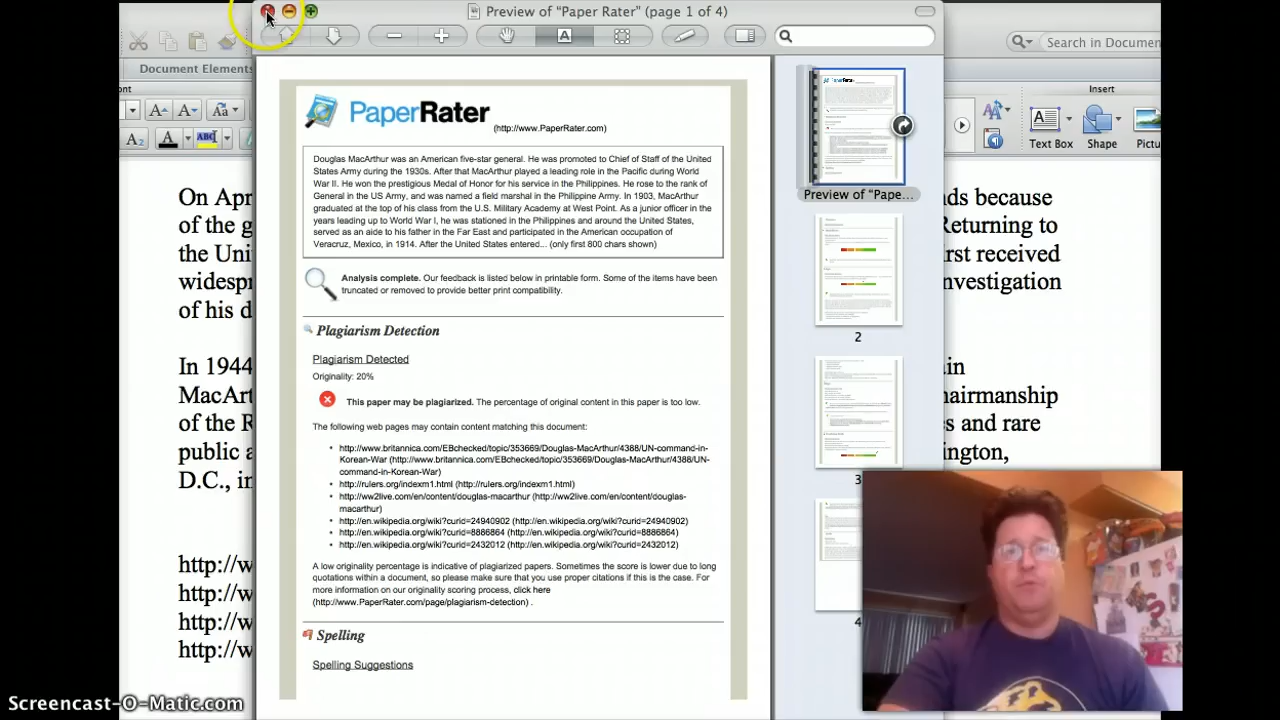 Preview of “Paper Rater” (page 1 of 4)
Search in Documen
Document Elements
Insert
ont
A
Aa
ABC
Text Box
Shape
Picture
PaperRater (http://www.PaperRater.com)
Douglas MacArthur was an American five-star general. He was promoted to Chief of Staff of the United
States Army during the 1930s. After that MacArthur played a leading role in the Pacific during World
War II. He won the prestigious Medal of Honor for his service in the Philippines. He rose to the rank of
General in the US Army, and was named a field marshal in the Philippine Army. In 1903, MacArthur
graduated at the top of his class from the U.S. Military Academy at West Point. As a junior officer in the
years leading up to World War I, he was stationed in the Philippines and around the United States,
served as an aide to his father in the Far East and participated in the American occupation of
Veracruz, Mexico, in 1914. After the United States entered... (only first 800 chars shown)
Analysis complete. Our feedback is listed below in printable form. Some of the items have been
truncated or removed to provide better print compatibility.
Plagiarism Detection
Plagiarism Detected
Originality: 20%
This paper may be plagiarized. The percentage of original content in this paper is too low.
The following web pages may contain content matching this document:
• http://www.britannica.com/EBchecked/topic/353669/Douglas-MacArthur/4388/UN-command-in-
Korean-War (http://www.britannica.com/EBchecked/topic/353669/Douglas-MacArthur/4388/UN-
command-in-Korean-War)
• http://rulers.org/indexm1.html (http://rulers.org/indexm1.html)
• http://ww2live.com/en/content/douglas-macarthur (http://ww2live.com/en/content/douglas-
macarthur)
• http://en.wikipedia.org/wiki?curid=24940902 (http://en.wikipedia.org/wiki?curid=24940902)
• http://en.wikipedia.org/wiki?curid=8886864 (http://en.wikipedia.org/wiki?curid=8886864)
• http://en.wikipedia.org/wiki?curid=2432012 (http://en.wikipedia.org/wiki?curid=2432012)
A low originality percentage is indicative of plagiarized papers. Sometimes the score is lower due to long
quotations within a document, so please make sure that you use proper citations if this is the case. For
more information on our originality scoring process, click here
(http://www.PaperRater.com/page/plagiarism-detection) .
Spelling
Spelling Suggestions
Preview of "Pape...
2
3
4
On Apr
of the g
the Uni
widesp
of his d
In 1944
MacArt
of the R
public a
D.C., in
http://w
http://w
http://w
http://w
ds because
Returning to
rst received
nvestigation
in
hairmanship
s and rare
ington,
Screencast-O-Matic.com